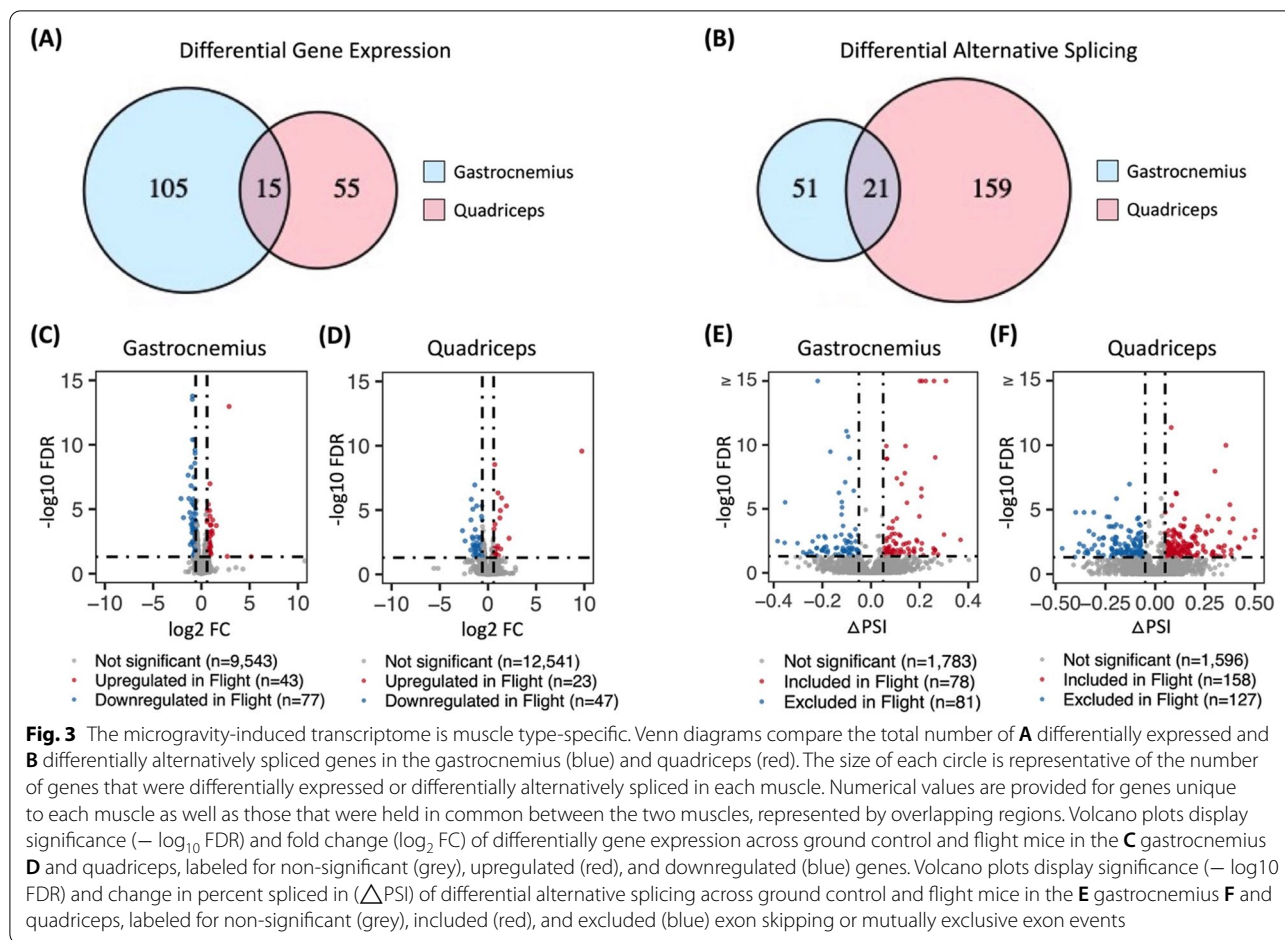 (A)
Differential Gene Expression
105
15
55
Gastrocnemius
Quadriceps
(B)
Differential Alternative Splicing
51
21
159
Gastrocnemius
Quadriceps
(C)
Gastrocnemius
15
10
5
0
-log10 FDR
−10 −5 0 5 10
log2 FC
Not significant (n=9,543)
Upregulated in Flight (n=43)
Downregulated in Flight (n=77)
(D)
Quadriceps
15
10
5
0
-log10 FDR
−10 −5 0 5 10
log2 FC
Not significant (n=12,541)
Upregulated in Flight (n=23)
Downregulated in Flight (n=47)
(E)
Gastrocnemius
≥ 15
10
5
0
-log10 FDR
−0.4 −0.2 0.0 0.2 0.4
△PSI
Not significant (n=1,783)
Included in Flight (n=78)
Excluded in Flight (n=81)
(F)
Quadriceps
≥ 15
10
5
0
-log10 FDR
−0.50 −0.25 0.00 0.25 0.50
△PSI
Not significant (n=1,596)
Included in Flight (n=158)
Excluded in Flight (n=127)
Fig. 3 The microgravity-induced transcriptome is muscle type-specific. Venn diagrams compare the total number of A differentially expressed and
B differentially alternatively spliced genes in the gastrocnemius (blue) and quadriceps (red). The size of each circle is representative of the number
of genes that were differentially expressed or differentially alternatively spliced in each muscle. Numerical values are provided for genes unique
to each muscle as well as those that were held in common between the two muscles, represented by overlapping regions. Volcano plots display
significance (− log10 FDR) and fold change (log2 FC) of differentially gene expression across ground control and flight mice in the C gastrocnemius
D and quadriceps, labeled for non-significant (grey), upregulated (red), and downregulated (blue) genes. Volcano plots display significance (− log10
FDR) and change in percent spliced in (△PSI) of differential alternative splicing across ground control and flight mice in the E gastrocnemius F and
quadriceps, labeled for non-significant (grey), included (red), and excluded (blue) exon skipping or mutually exclusive exon events